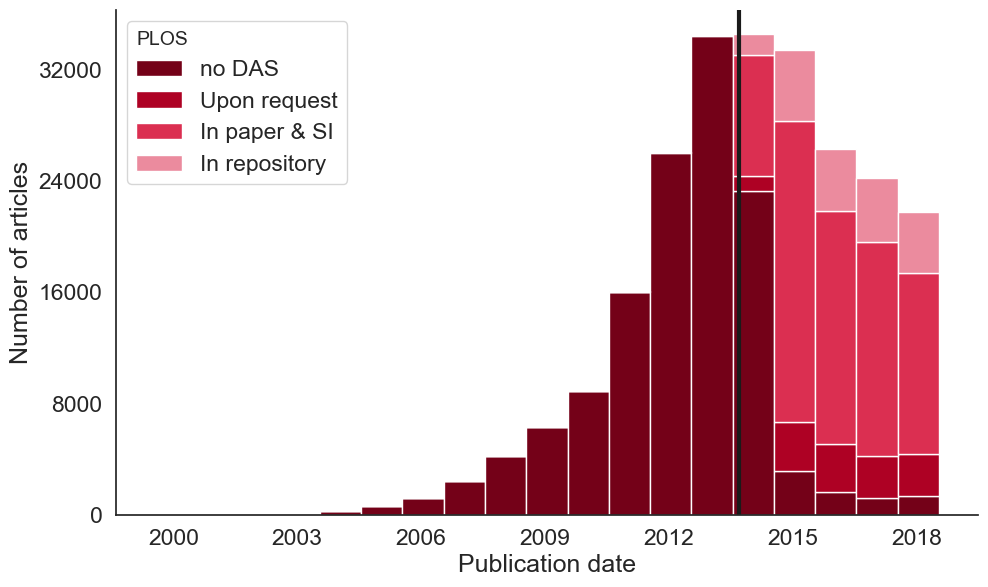 PLOS
no DAS
Upon request
In paper & SI
In repository
Number of articles
32000
24000
16000
8000
0
2000 2003 2006 2009 2012 2015 2018
Publication date